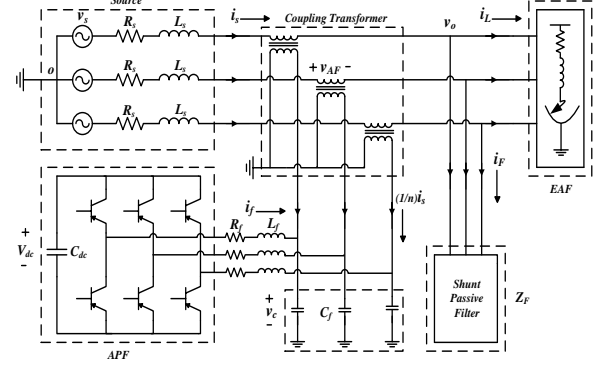 Source
v_s R_s L_s i_s Coupling Transformer v_o i_L
o R_s L_s + v_AF -
R_s L_s
i_F
EAF
i_f (1/n)i_s
R_f L_f
+ V_dc - C_dc
+ v_c - C_f
Shunt
Passive
Filter
Z_F
APF